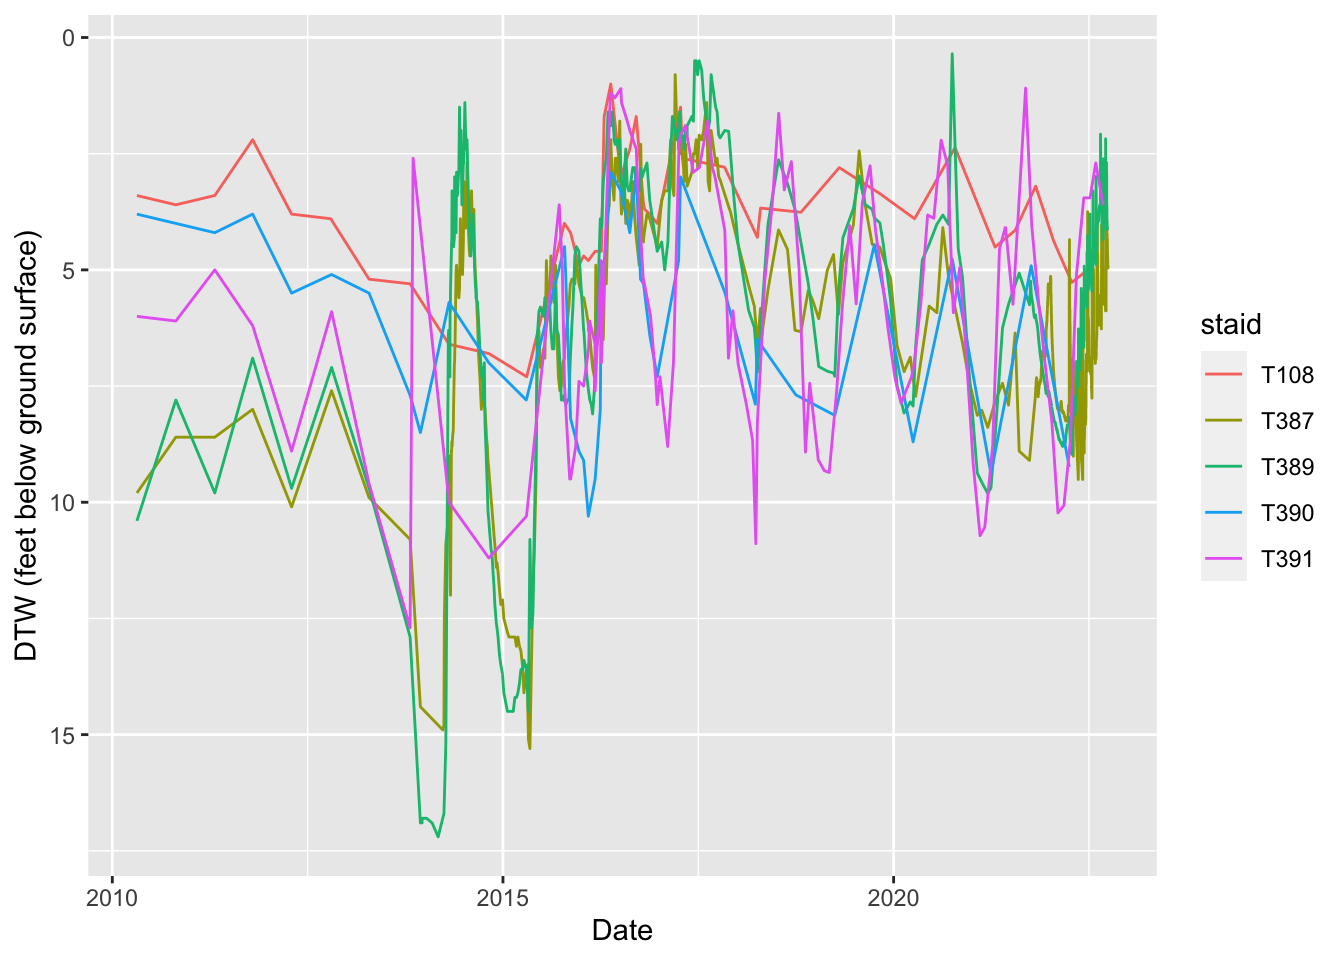 0
5
10
15
DTW (feet below ground surface)
2010
2015
2020
Date
staid
T108
T387
T389
T390
T391